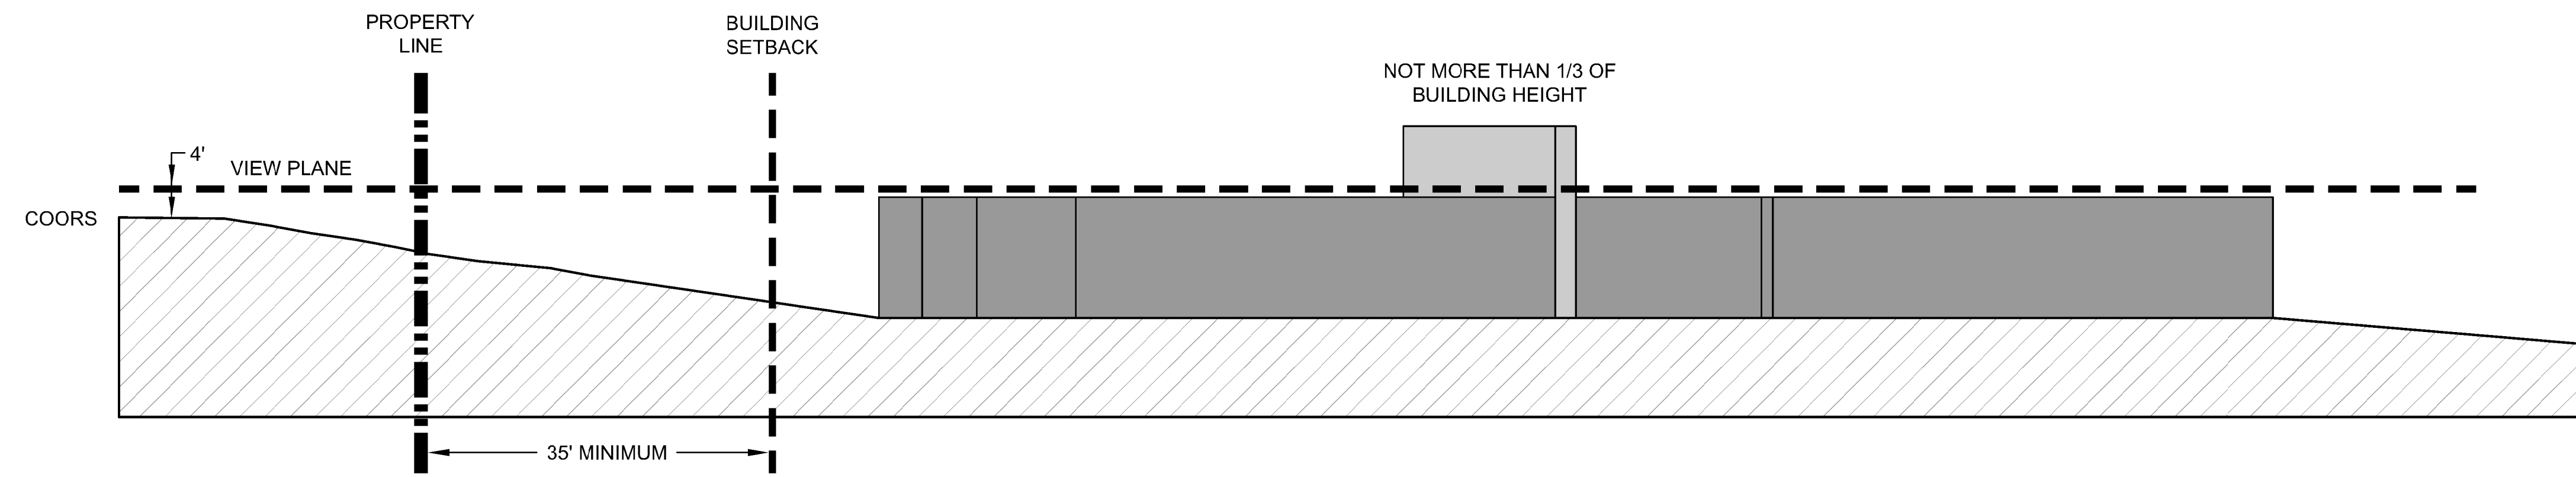 PROPERTY
LINE
BUILDING
SETBACK
NOT MORE THAN 1/3 OF
BUILDING HEIGHT
4'
VIEW PLANE
COORS
35' MINIMUM